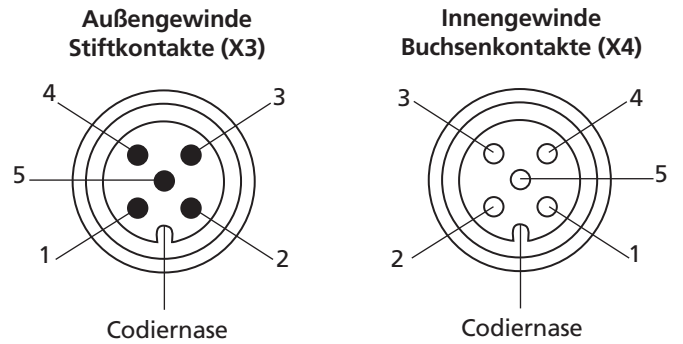 Außengewinde
Stiftkontakte (X3)
4
3
5
1
2
Codiernase
Innengewinde
Buchsenkontakte (X4)
3
4
5
2
1
Codiernase